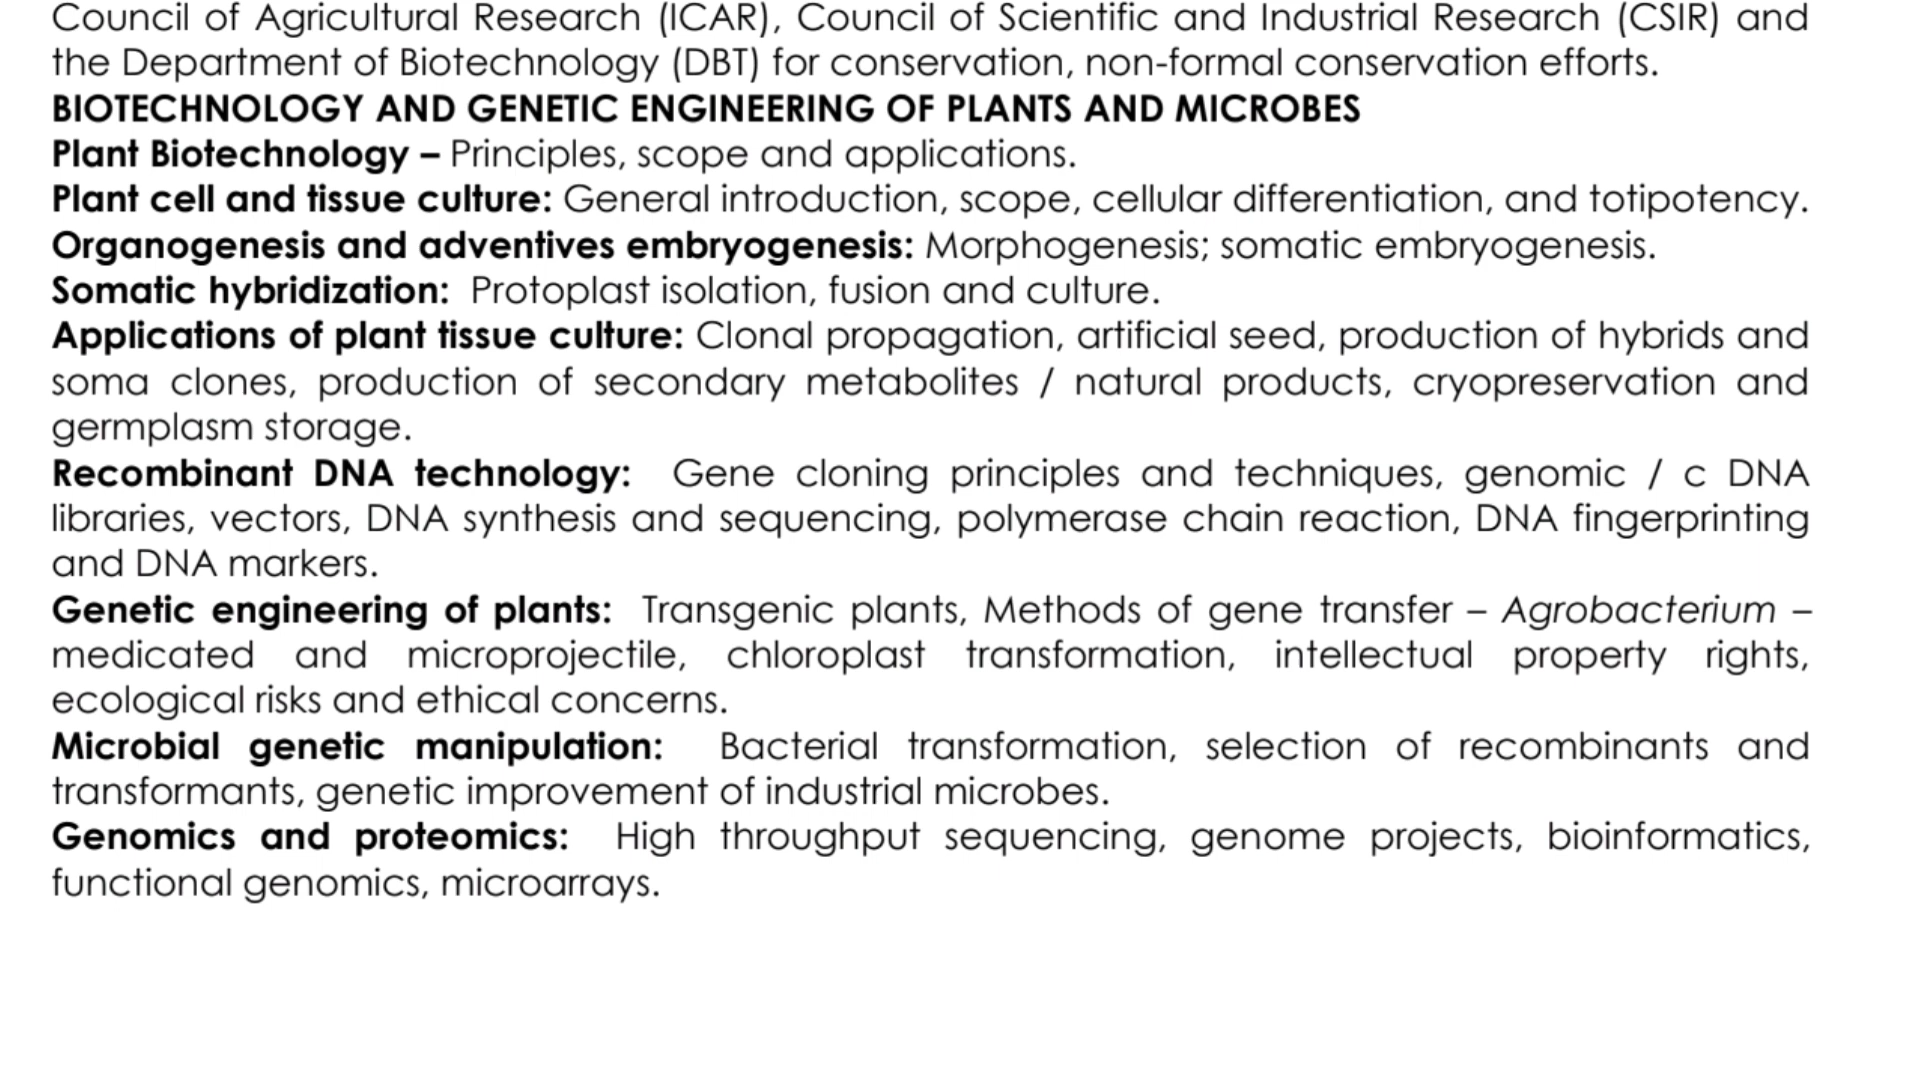 Council of Agricultural Research (ICAR), Council of Scientific and Industrial Research (CSIR) and
the Department of Biotechnology (DBT) for conservation, non-formal conservation efforts.
BIOTECHNOLOGY AND GENETIC ENGINEERING OF PLANTS AND MICROBES
Plant Biotechnology – Principles, scope and applications.
Plant cell and tissue culture: General introduction, scope, cellular differentiation, and totipotency.
Organogenesis and adventives embryogenesis: Morphogenesis; somatic embryogenesis.
Somatic hybridization: Protoplast isolation, fusion and culture.
Applications of plant tissue culture: Clonal propagation, artificial seed, production of hybrids and
soma clones, production of secondary metabolites / natural products, cryopreservation and
germplasm storage.
Recombinant DNA technology: Gene cloning principles and techniques, genomic / c DNA
libraries, vectors, DNA synthesis and sequencing, polymerase chain reaction, DNA fingerprinting
and DNA markers.
Genetic engineering of plants: Transgenic plants, Methods of gene transfer – Agrobacterium –
medicated and microprojectile, chloroplast transformation, intellectual property rights,
ecological risks and ethical concerns.
Microbial genetic manipulation: Bacterial transformation, selection of recombinants and
transformants, genetic improvement of industrial microbes.
Genomics and proteomics: High throughput sequencing, genome projects, bioinformatics,
functional genomics, microarrays.